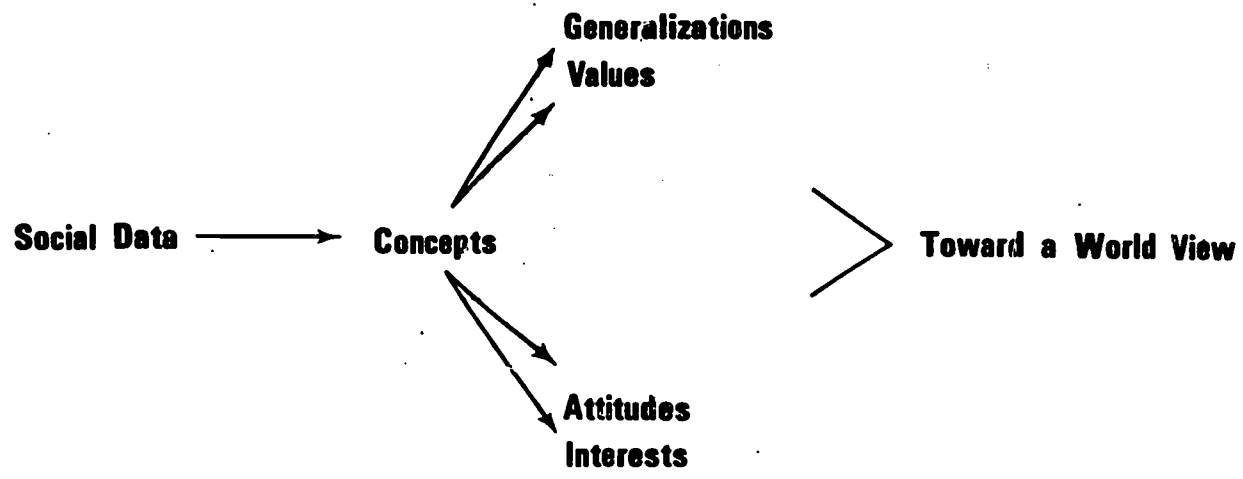 Generalizations
Values
Social Data
Concepts
Toward a World View
Attitudes
Interests